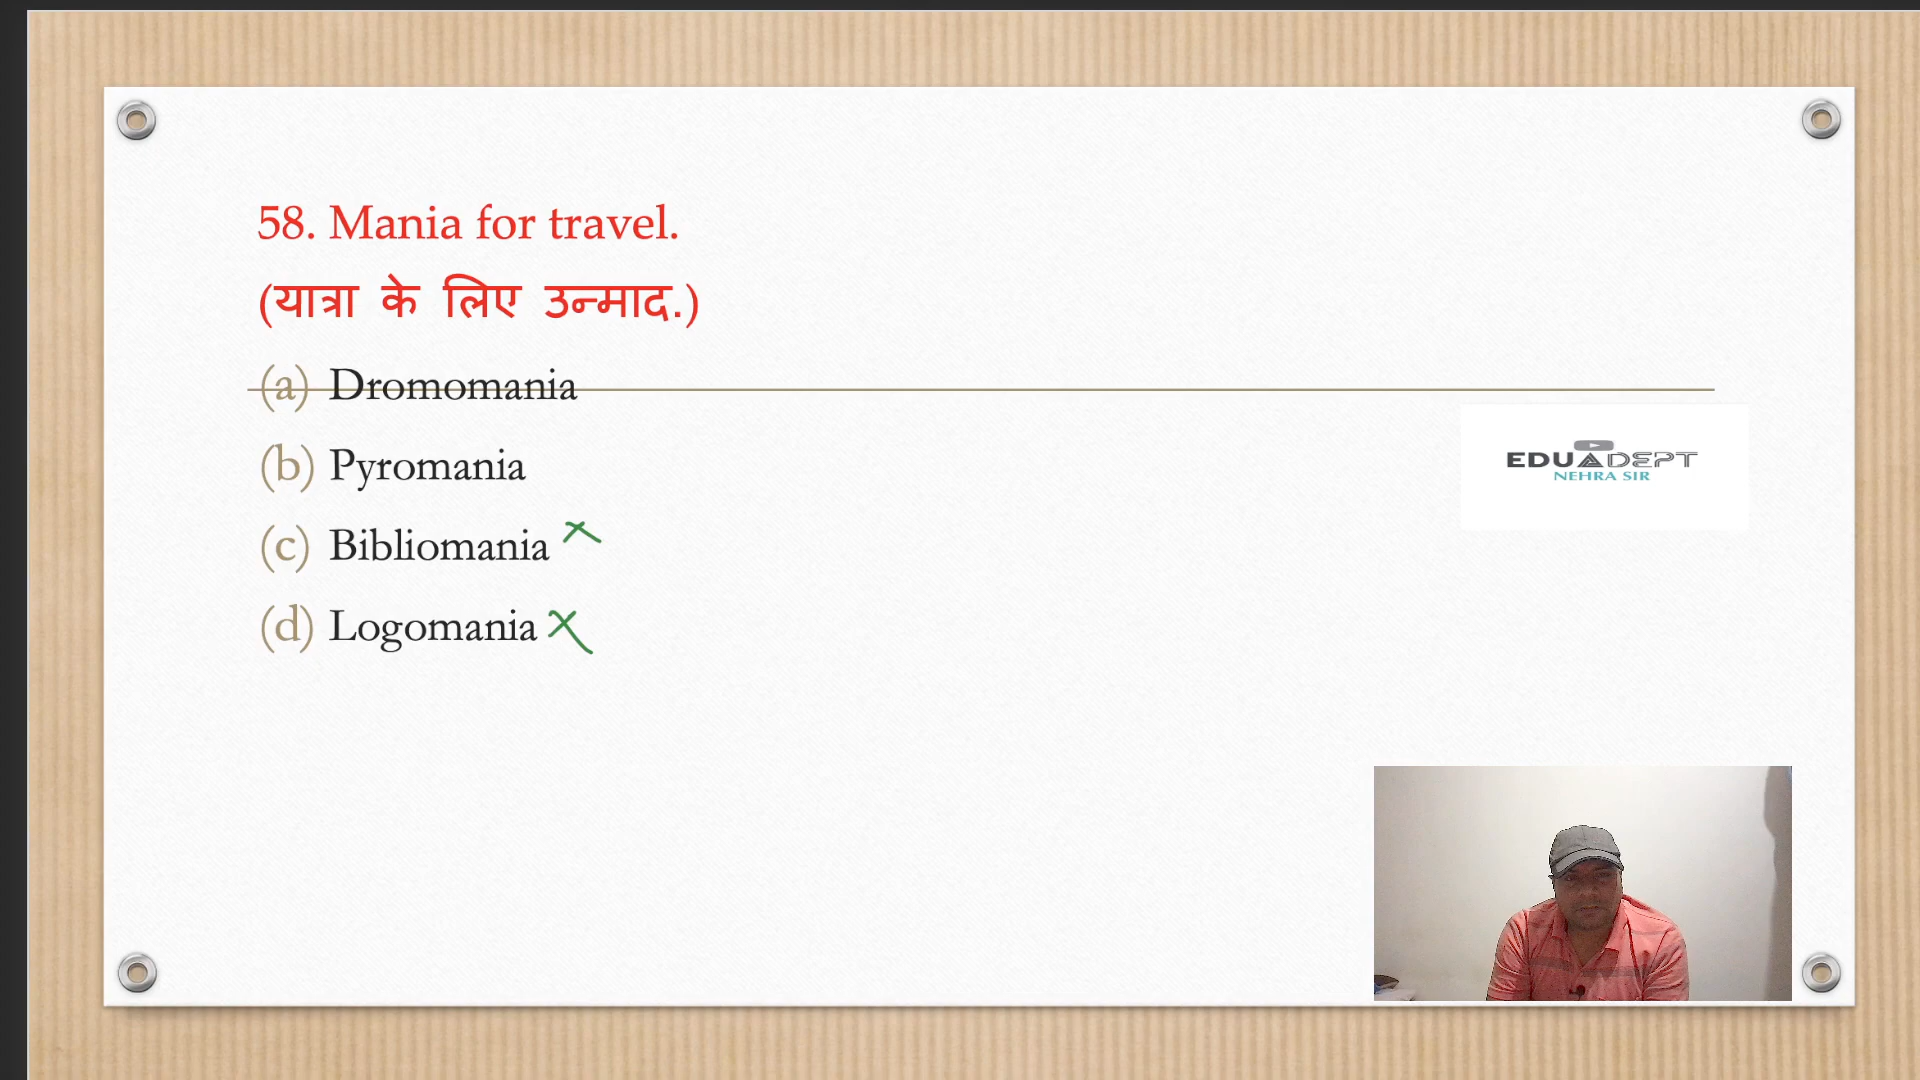 58. Mania for travel.
(यात्रा के लिए उन्माद.)
(a) Dromomania
(b) Pyromania
(c) Bibliomania
(d) Logomania
EDUADEPT
NEHRA SIR